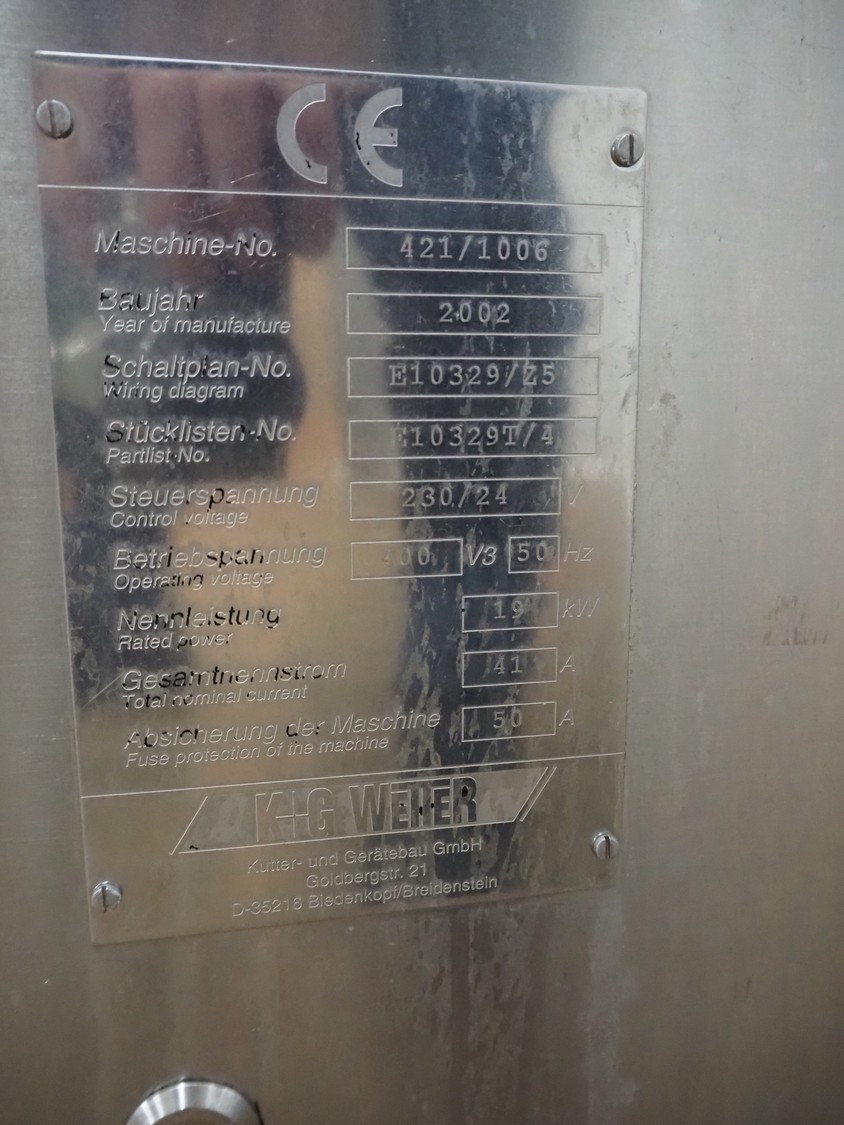 CE
Maschine-No. 421/1006
Baujahr 2002
Year of manufacture
Schaltplan-No. E10329/Z5
Wiring diagram
Stücklisten-No. E10329T/4
Partlist-No.
Steuerspannung 230/24 V
Control voltage
Betriebspannung 400 V3 50 Hz
Operating voltage
Nennleistung 19 kW
Rated power
Gesamtnennstrom 41 A
Total nominal current
Absicherung der Maschine 50 A
Fuse protection of the machine
K+G WEBER
Kutter- und Gerätebau GmbH
Goldbergstr. 21
D-35216 Biedenkopf/Breidenstein